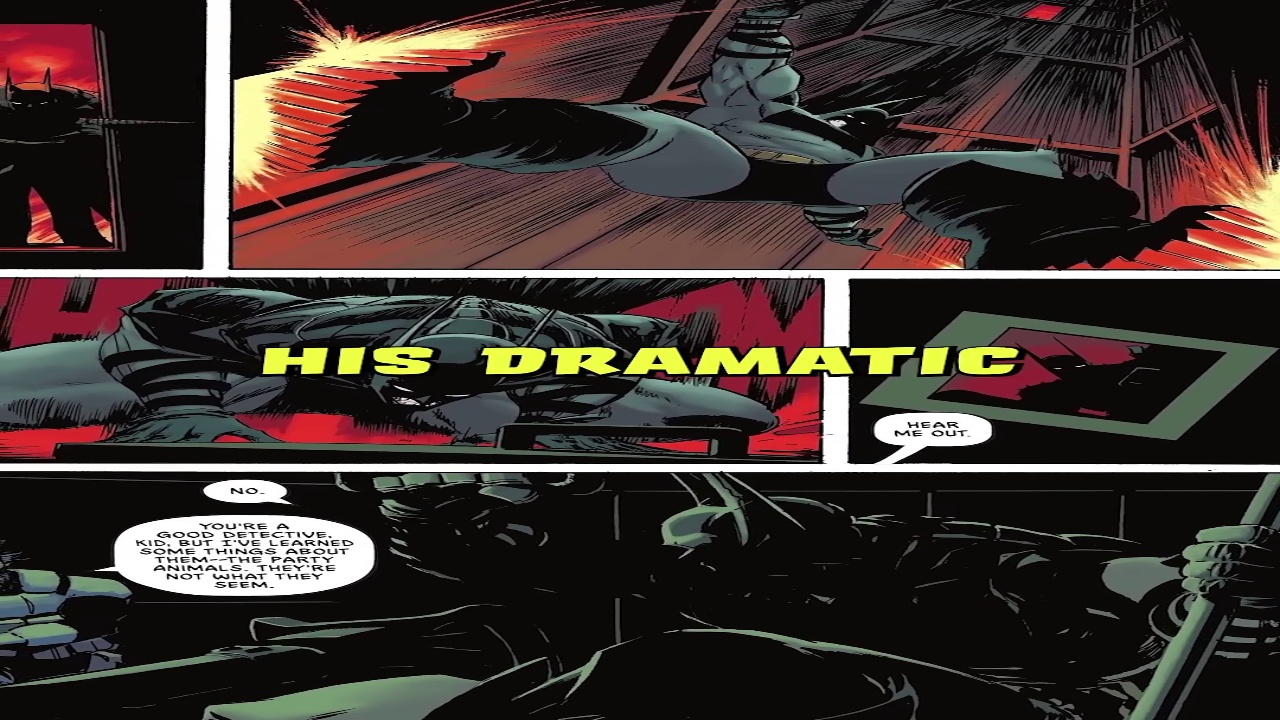 HIS DRAMATIC
HEAR
ME OUT.
NO.
YOU'RE A
GOOD DETECTIVE,
KID, BUT I'VE LEARNED
SOME THINGS ABOUT
THEM--THE PARTY
ANIMALS. THEY'RE
NOT WHAT THEY
SEEM.